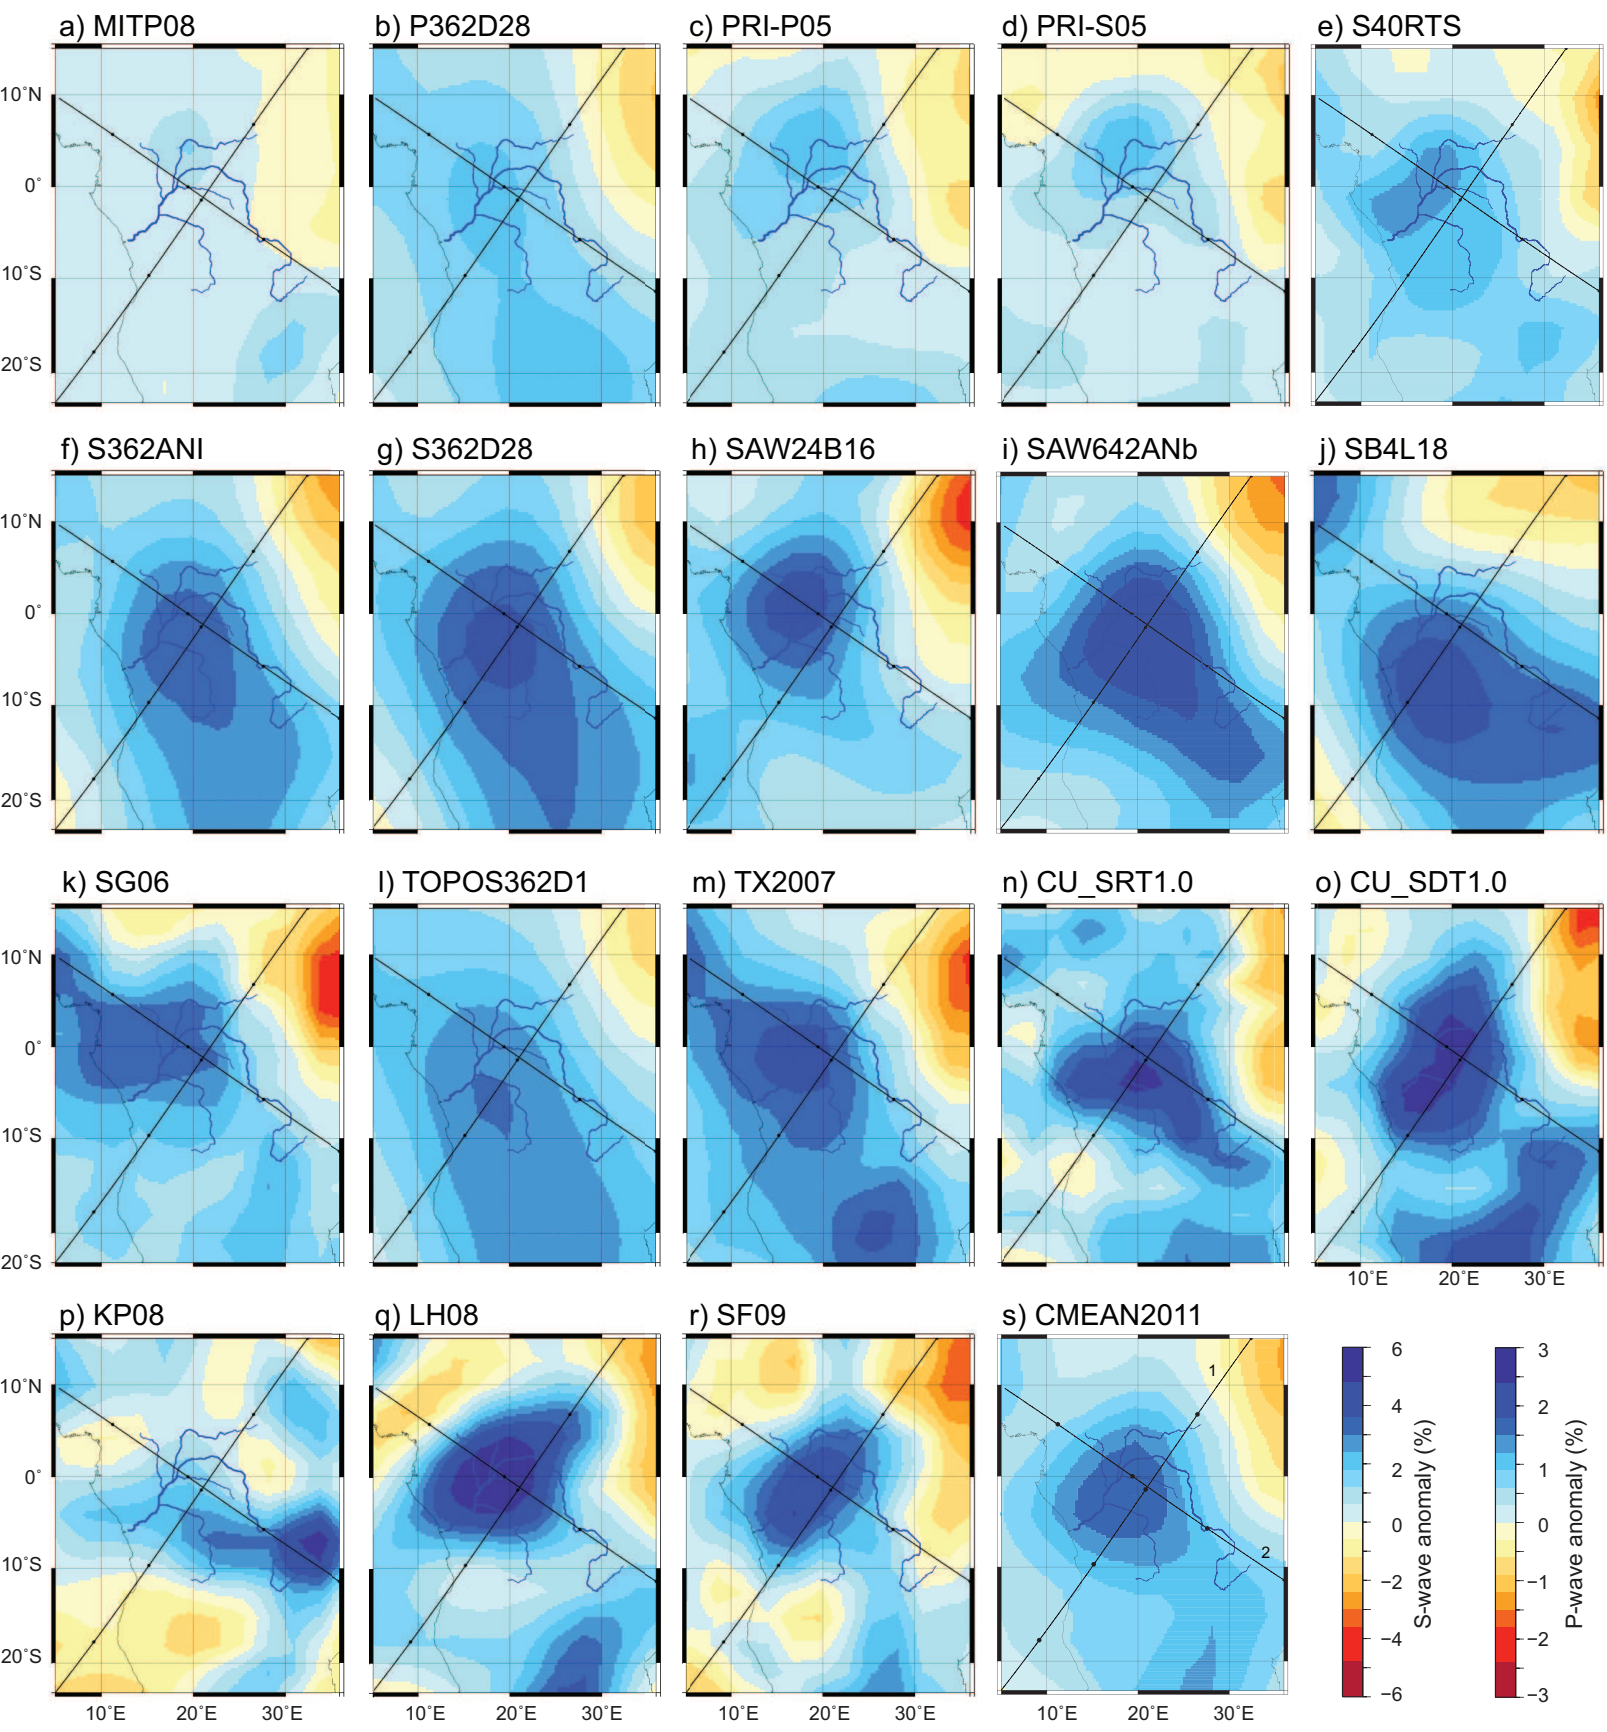 a) MITP08 b) P362D28 c) PRI-P05 d) PRI-S05 e) S40RTS
10˚N
0˚
10˚S
20˚S
f) S362ANI g) S362D28 h) SAW24B16 i) SAW642ANb j) SB4L18
10˚N
0˚
10˚S
20˚S
k) SG06 l) TOPOS362D1 m) TX2007 n) CU_SRT1.0 o) CU_SDT1.0
10˚N
0˚
10˚S
20˚S
10˚E 20˚E 30˚E
p) KP08 q) LH08 r) SF09 s) CMEAN2011
10˚N
0˚
10˚S
20˚S
1
2
10˚E 20˚E 30˚E 10˚E 20˚E 30˚E 10˚E 20˚E 30˚E 10˚E 20˚E 30˚E
6
4
2
0
−2
−4
−6
S-wave anomaly (%)
3
2
1
0
−1
−2
−3
P-wave anomaly (%)